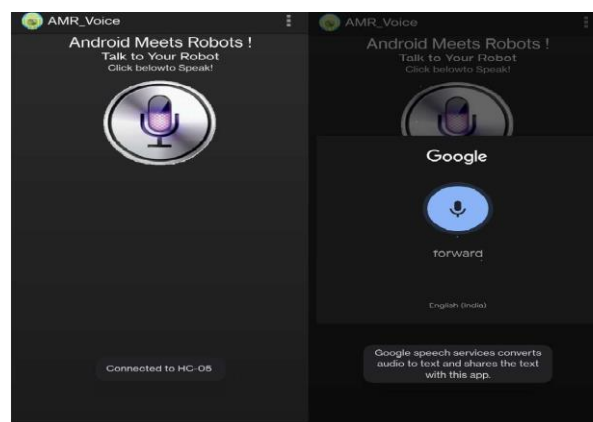 AMR_Voice
Android Meets Robots !
Talk to Your Robot
Click belowto Speak!
Connected to HC-05
AMR_Voice
Android Meets Robots !
Talk to Your Robot
Click belowto Speak!
Google
forward
English (India)
Google speech services converts
audio to text and shares the text
with this app.